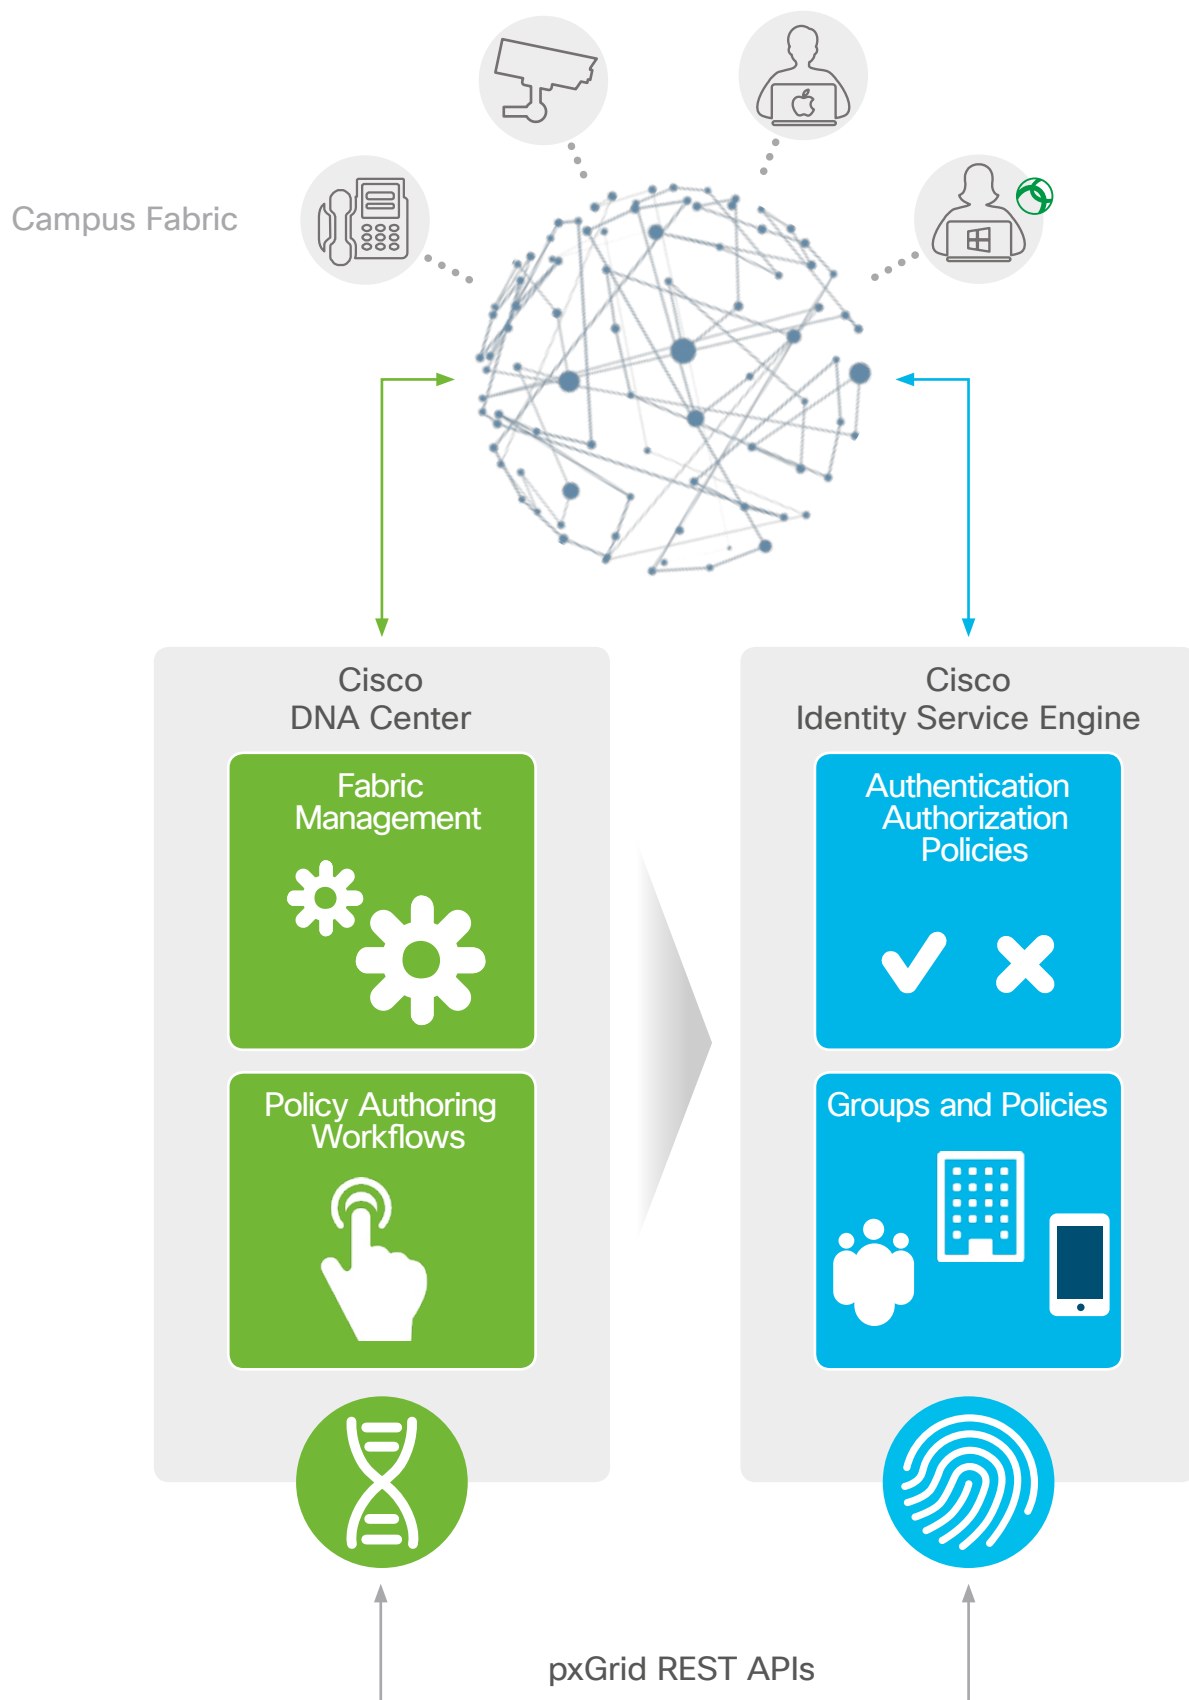 Campus Fabric
Cisco
DNA Center
Fabric
Management
Policy Authoring
Workflows
Cisco
Identity Service Engine
Authentication
Authorization
Policies
Groups and Policies
pxGrid REST APIs